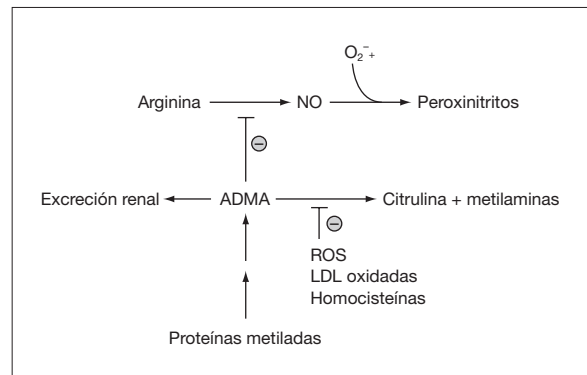 O₂⁻₊
Arginina NO Peroxinitritos
−
Excreción renal ADMA Citrulina + metilaminas
−
ROS
LDL oxidadas
Homocisteínas
Proteínas metiladas